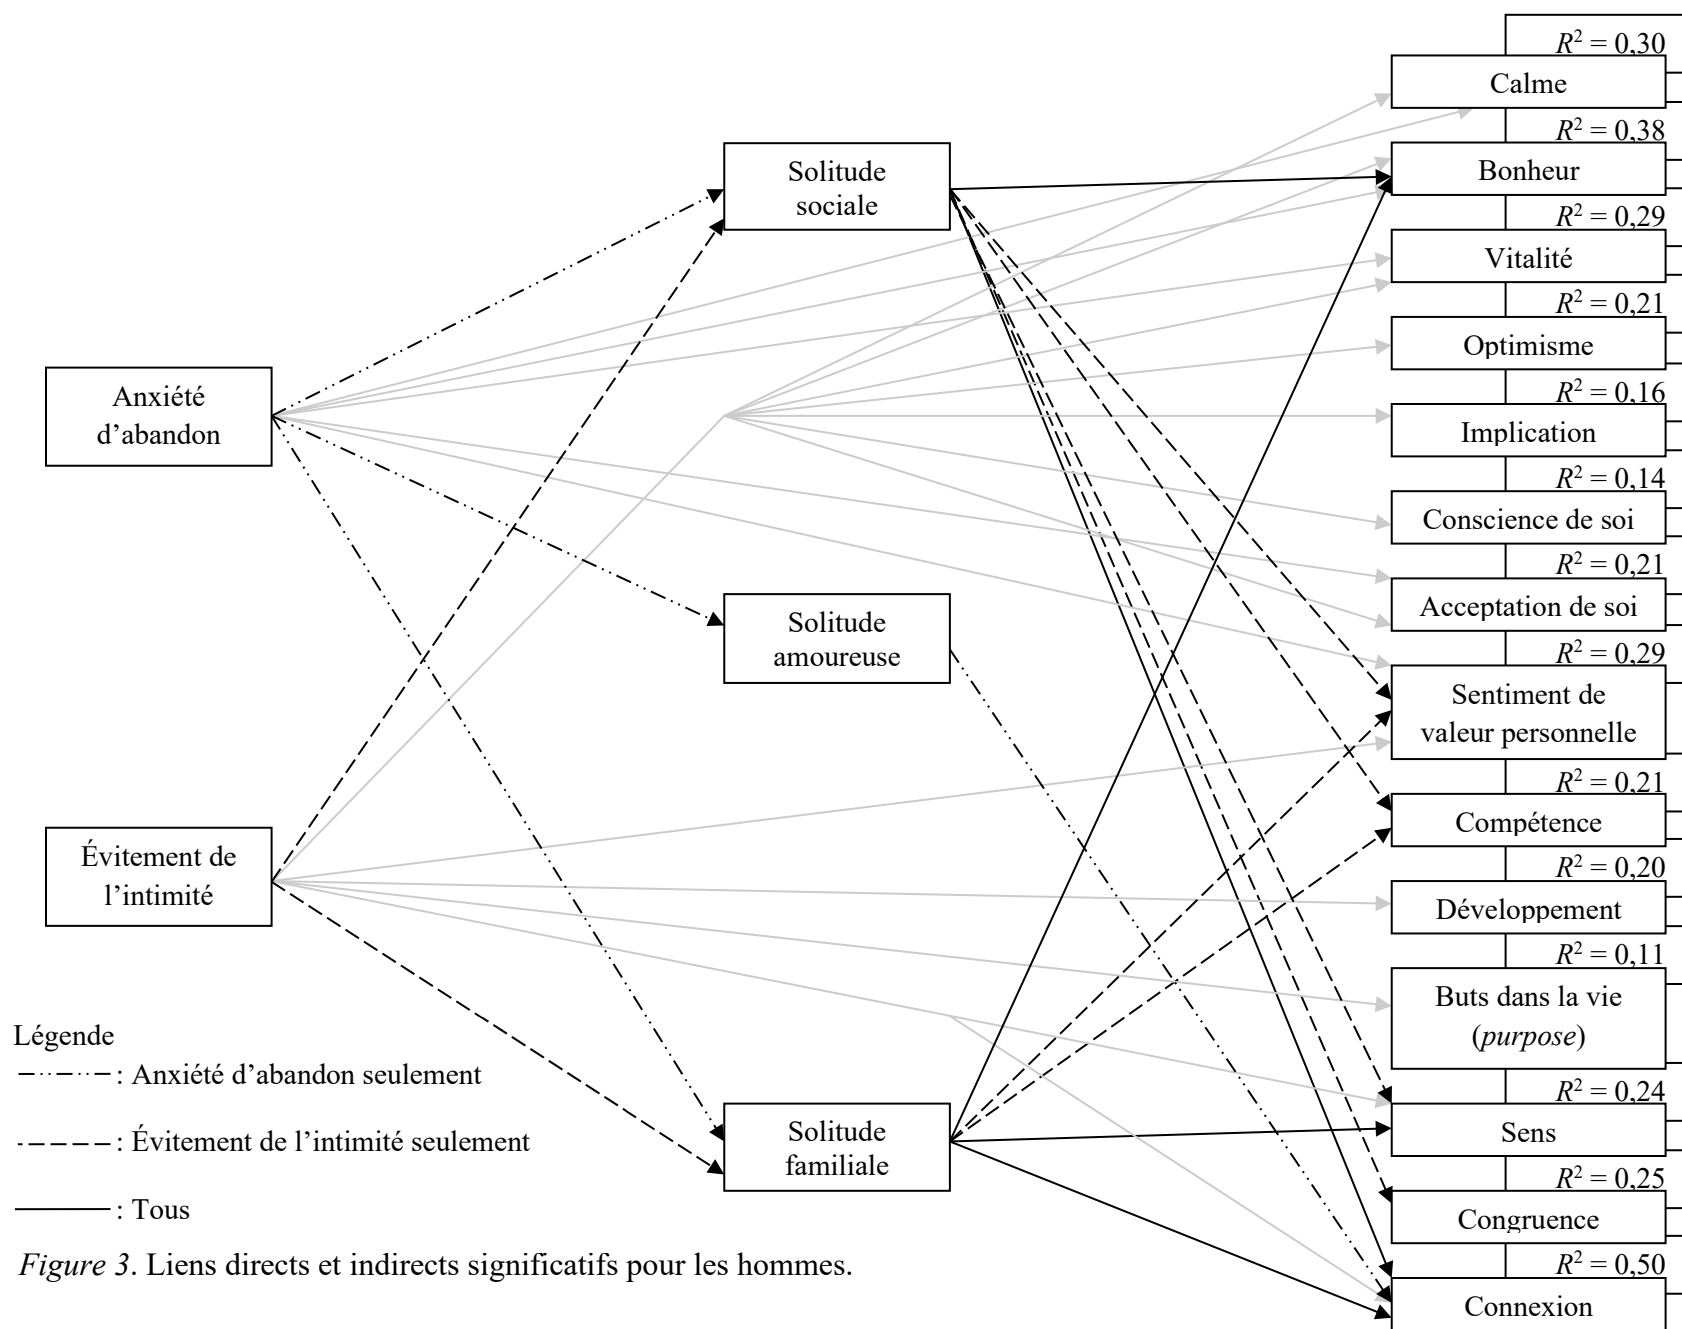 R² = 0,30
Calme
R² = 0,38
Bonheur
Solitude
sociale
R² = 0,29
Vitalité
R² = 0,21
Optimisme
Anxiété
d’abandon
R² = 0,16
Implication
R² = 0,14
Conscience de soi
R² = 0,21
Acceptation de soi
Solitude
amoureuse
R² = 0,29
Sentiment de
valeur personnelle
R² = 0,21
Compétence
Évitement de
l’intimité
R² = 0,20
Développement
R² = 0,11
Buts dans la vie
(purpose)
Légende
: Anxiété d’abandon seulement
: Évitement de l’intimité seulement
: Tous
Solitude
familiale
R² = 0,24
Sens
R² = 0,25
Congruence
R² = 0,50
Connexion
Figure 3. Liens directs et indirects significatifs pour les hommes.